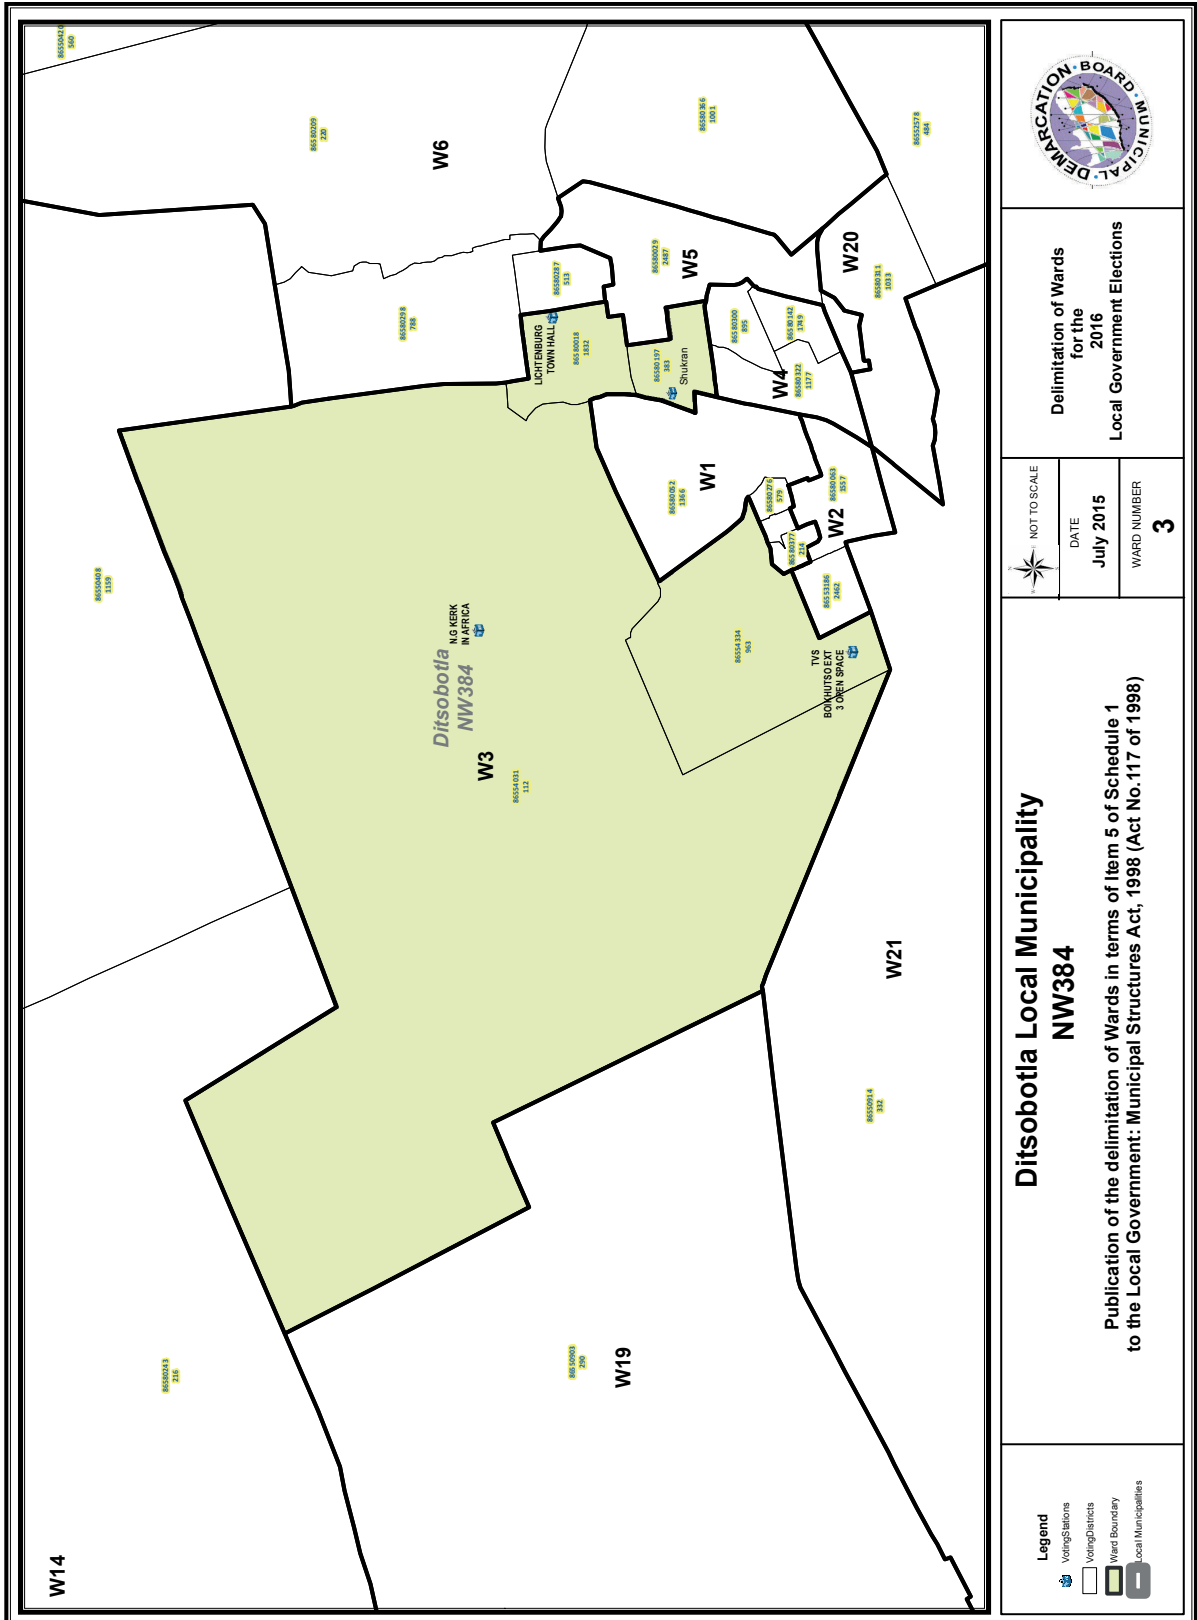 W14
86580243
216
86550903
290
W19
86550914
332
W21
86550408
1159
Ditsobotla
NW384
N.G KERK
IN AFRICA
W3
86554031
112
86554334
963
TVS
BOIKHUTSO EXT
3 OPEN SPACE
86553186
2462
86580377
214
86580276
579
W2
86580063
1557
W1
86580052
1366
LICHTENBURG
TOWN HALL
86580018
1832
86580197
383
Shukran
W4
86580322
1177
86580300
895
86580142
1749
86580298
788
86580287
513
86580029
2487
W5
W20
86580311
1033
W6
86580209
220
86550420
560
86580366
1001
86552578
484
Legend
VotingStations
VotingDistricts
Ward Boundary
Local Municipalities
Ditsobotla Local Municipality
NW384
Publication of the delimitation of Wards in terms of Item 5 of Schedule 1
to the Local Government: Municipal Structures Act, 1998 (Act No.117 of 1998)
NOT TO SCALE
DATE
July 2015
WARD NUMBER
3
Delimitation of Wards
for the
2016
Local Government Elections
MUNICIPAL • DEMARCATION • BOARD •